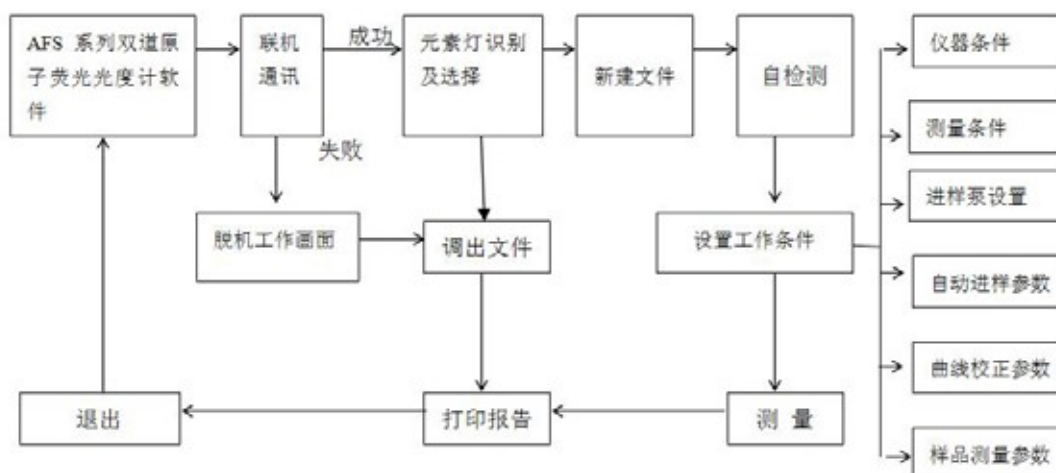 AFS 系列双道原
子荧光光度计软
件
联机
通讯
成功
元素灯识别
及选择
新建文件
自检测
仪器条件
测量条件
失败
进样泵设置
脱机工作画面
调出文件
设置工作条件
自动进样参数
曲线校正参数
退出
打印报告
测 量
样品测量参数